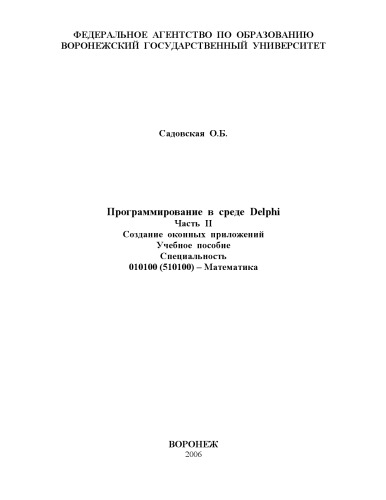 ФЕДЕРАЛЬНОЕ АГЕНТСТВО ПО ОБРАЗОВАНИЮ
ВОРОНЕЖСКИЙ ГОСУДАРСТВЕННЫЙ УНИВЕРСИТЕТ
Садовская О.Б.
Программирование в среде Delphi
Часть II
Создание оконных приложений
Учебное пособие
Специальность
010100 (510100) – Математика
ВОРОНЕЖ
2006